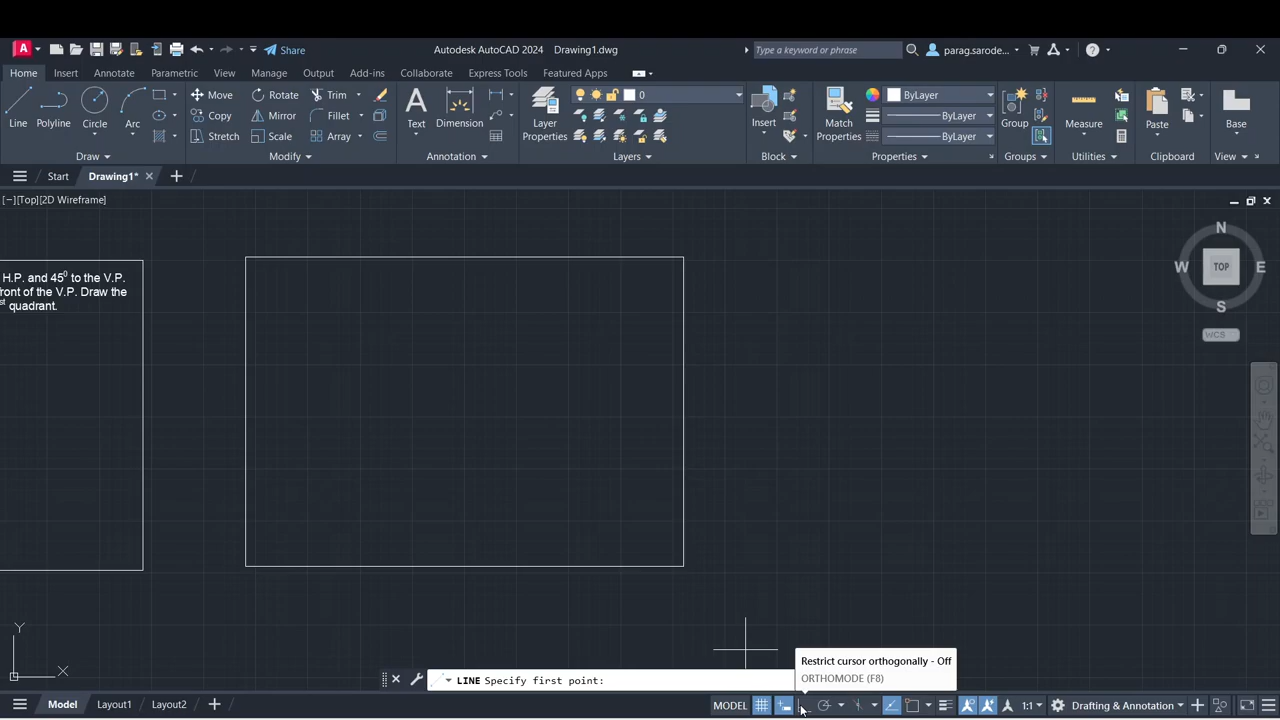 Share
Autodesk AutoCAD 2024 Drawing1.dwg
Type a keyword or phrase
parag.sarode...
Home Insert Annotate Parametric View Manage Output Add-ins Collaborate Express Tools Featured Apps
Line Polyline Circle Arc
Move Rotate Trim
Copy Mirror Fillet
Stretch Scale Array
Text Dimension
Layer Properties
0
Insert
Match Properties
ByLayer
ByLayer
ByLayer
Group
Measure
Paste
Base
Draw Modify Annotation Layers Block Properties Groups Utilities Clipboard View
Start Drawing1*
[−][Top][2D Wireframe]
N
W TOP E
S
WCS
H.P. and 45⁰ to the V.P.
front of the V.P. Draw the
st quadrant.
Y
X
Restrict cursor orthogonally - Off
ORTHOMODE (F8)
LINE Specify first point:
Model Layout1 Layout2
MODEL 1:1 Drafting & Annotation